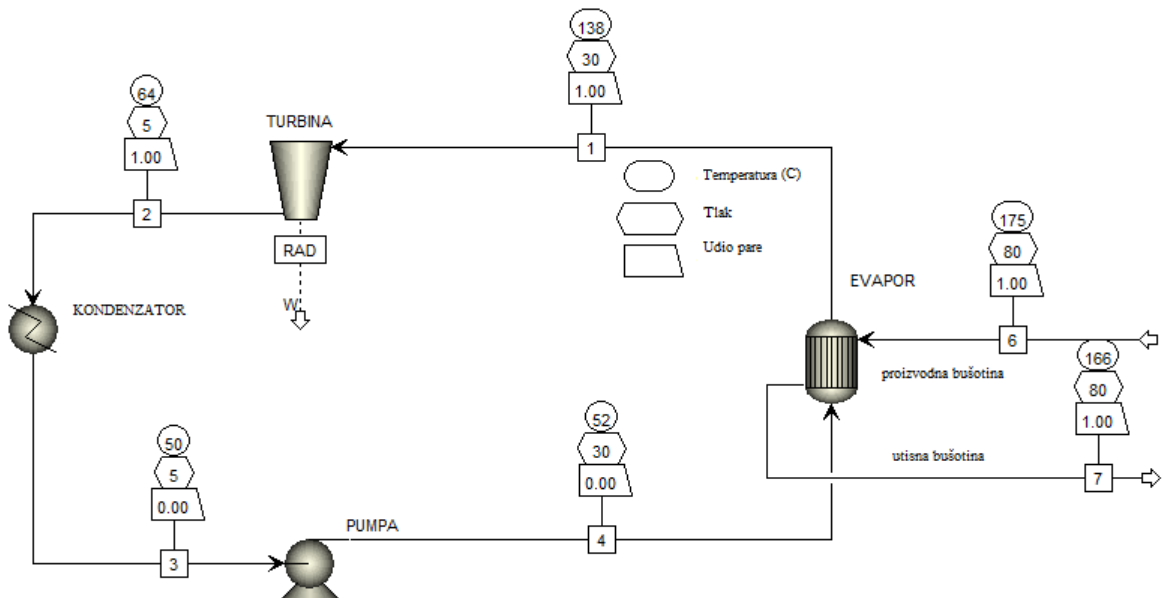 138
30
1.00
1
64
5
1.00
2
TURBINA
RAD
W
Temperatura (C)
Tlak
Udio pare
175
80
1.00
6
EVAPOR
KONDENZATOR
proizvodna bušotina
166
80
1.00
7
utisna bušotina
50
5
0.00
3
PUMPA
52
30
0.00
4